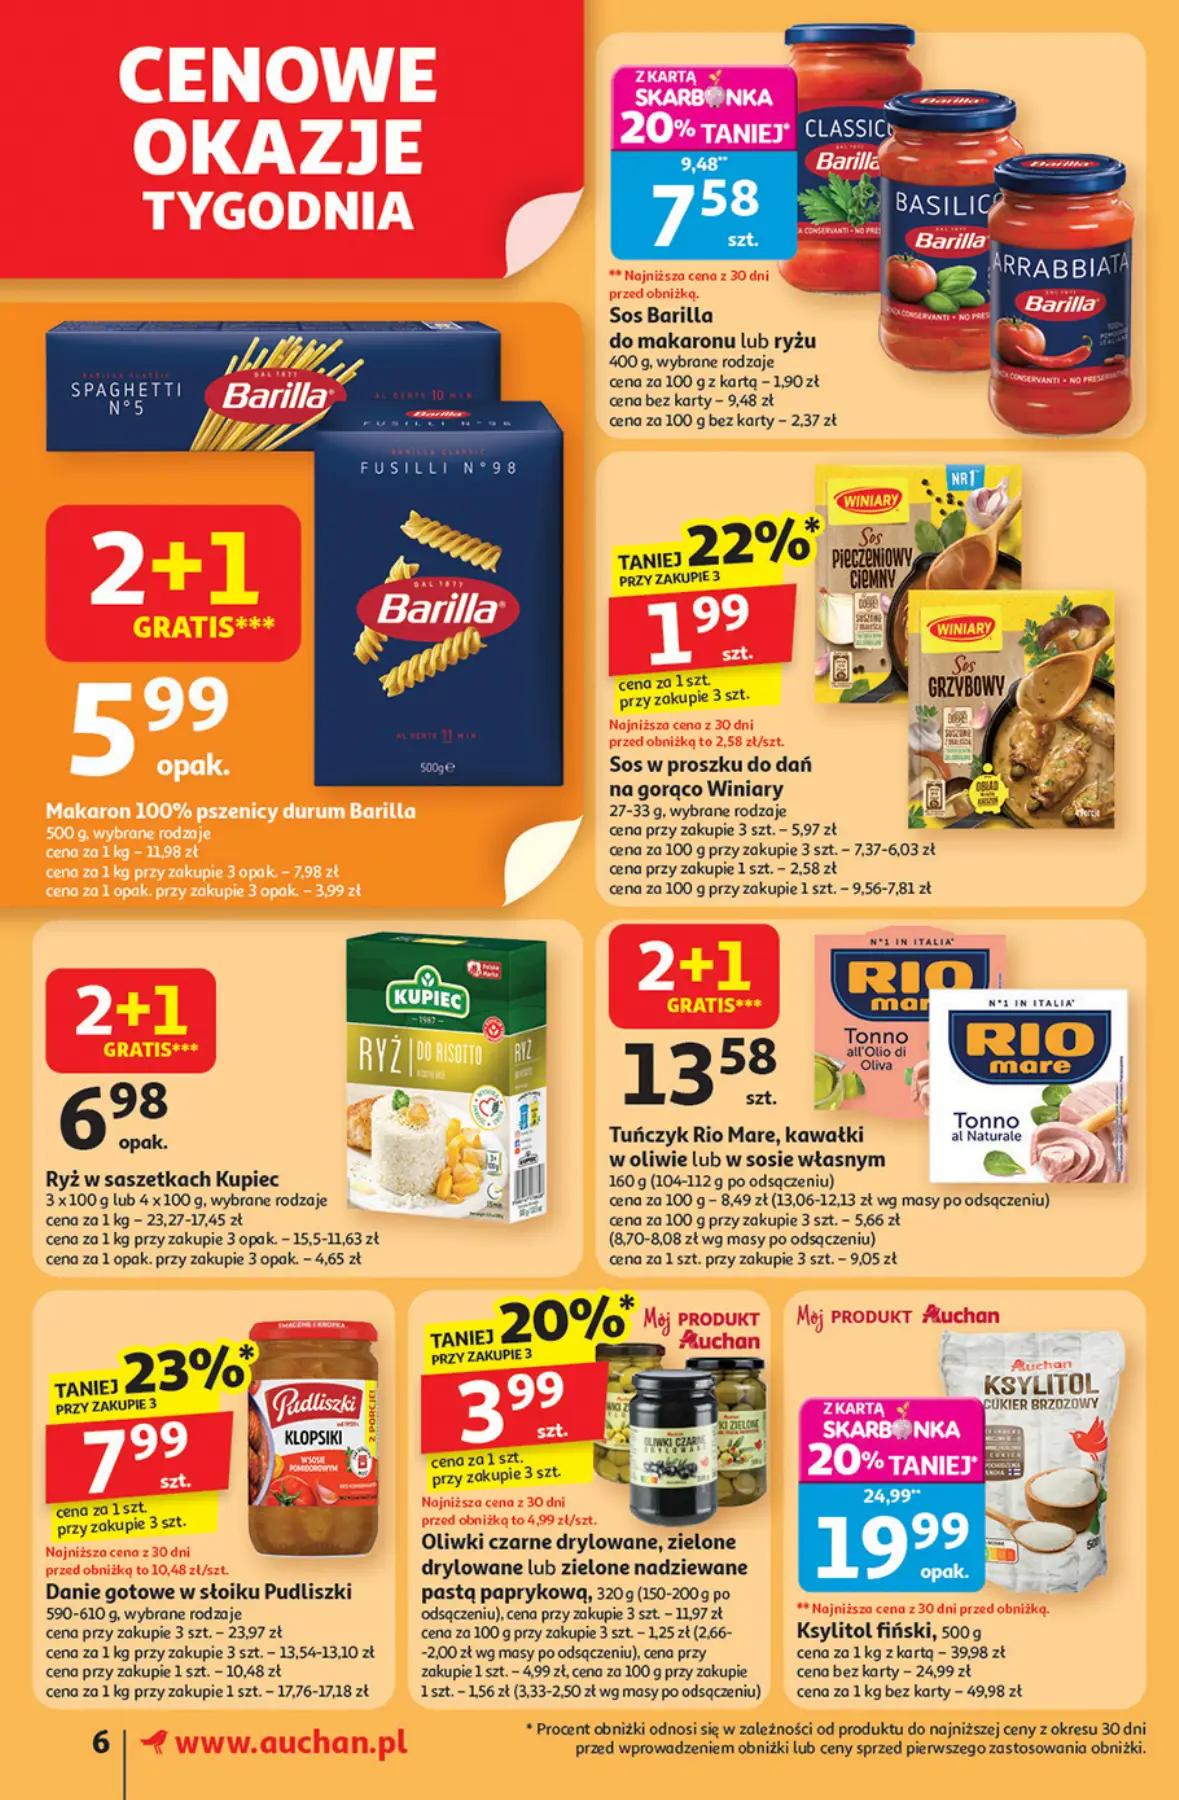 CENOWE
OKAZJE
TYGODNIA
Z KARTĄ
SKARBONKA
20% TANIEJ*
9,48**
7 58
szt.
CLASSICO
Barilla
BASILICO
Barilla
ARRABBIATA
Barilla
** Najniższa cena z 30 dni
przed obniżką.
Sos Barilla
do makaronu lub ryżu
400 g, wybrane rodzaje
cena za 100 g z kartą – 1,90 zł
cena bez karty – 9,48 zł
cena za 100 g bez karty – 2,37 zł
SPAGHETTI
N°5
Barilla
AL DENTE 10 MIN
FUSILLI N°98
DAL 1877
Barilla
AL DENTE 11 MIN
500g e
2+1
GRATIS***
5 99
opak.
Makaron 100% pszenicy durum Barilla
500 g, wybrane rodzaje
cena za 1 kg – 11,98 zł
cena za 1 kg przy zakupie 3 opak. – 7,98 zł
cena za 1 opak. przy zakupie 3 opak. – 3,99 zł
TANIEJ 22%*
PRZY ZAKUPIE 3
1 99
szt.
cena za 1 szt.
przy zakupie 3 szt.
NR 1
WINIARY
Sos
PIECZENIOWY
CIEMNY
WINIARY
Sos
GRZYBOWY
Najniższa cena z 30 dni
przed obniżką to 2,58 zł/szt.
Sos w proszku do dań
na gorąco Winiary
27-33 g, wybrane rodzaje
cena przy zakupie 3 szt. – 5,97 zł
cena za 100 g przy zakupie 3 szt. – 7,37-6,03 zł
cena przy zakupie 1 szt. – 2,58 zł
cena za 100 g przy zakupie 1 szt. – 9,56-7,81 zł
2+1
GRATIS***
6 98
opak.
KUPIEC
1987
RYŻ DO RISOTTO
Ryż w saszetkach Kupiec
3 x 100 g lub 4 x 100 g, wybrane rodzaje
cena za 1 kg – 23,27-17,45 zł
cena za 1 kg przy zakupie 3 opak. – 15,5-11,63 zł
cena za 1 opak. przy zakupie 3 opak. – 4,65 zł
2+1
GRATIS***
13 58
szt.
N°1 IN ITALIA*
RIO
mare
Tonno
all'Olio di
Oliva
N°1 IN ITALIA*
RIO
mare
Tonno
al Naturale
Tuńczyk Rio Mare, kawałki
w oliwie lub w sosie własnym
160 g (104-112 g po odsączeniu)
cena za 100 g – 8,49 zł (13,06-12,13 zł wg masy po odsączeniu)
cena za 100 g przy zakupie 3 szt. – 5,66 zł
(8,70-8,08 zł wg masy po odsączeniu)
cena za 1 szt. przy zakupie 3 szt. – 9,05 zł
TANIEJ 23%*
PRZY ZAKUPIE 3
7 99
szt.
cena za 1 szt.
przy zakupie 3 szt.
Pudliszki
KLOPSIKI
W SOSIE
POMIDOROWYM
2 PORCJE!
Najniższa cena z 30 dni
przed obniżką to 10,48 zł/szt.
Danie gotowe w słoiku Pudliszki
590-610 g, wybrane rodzaje
cena przy zakupie 3 szt. – 23,97 zł
cena za 1 kg przy zakupie 3 szt. – 13,54-13,10 zł
cena przy zakupie 1 szt. – 10,48 zł
cena za 1 kg przy zakupie 1 szt. – 17,76-17,18 zł
TANIEJ 20%*
PRZY ZAKUPIE 3
3 99
szt.
cena za 1 szt.
przy zakupie 3 szt.
Mój PRODUKT
Auchan
OLIWKI CZARNE
DRYLOWANE
Najniższa cena z 30 dni
przed obniżką to 4,99 zł/szt.
Oliwki czarne drylowane, zielone
drylowane lub zielone nadziewane
pastą paprykową, 320 g (150-200 g po
odsączeniu), cena przy zakupie 3 szt. – 11,97 zł
cena za 100 g przy zakupie 3 szt. – 1,25 zł (2,66-
-2,00 zł wg masy po odsączeniu), cena przy
zakupie 1 szt. – 4,99 zł, cena za 100 g przy zakupie
1 szt. – 1,56 zł (3,33-2,50 zł wg masy po odsączeniu)
Mój PRODUKT Auchan
Z KARTĄ
SKARBONKA
20% TANIEJ*
24,99**
19 99
szt.
Auchan
KSYLITOL
CUKIER BRZOZOWY
500g
** Najniższa cena z 30 dni przed obniżką.
Ksylitol fiński, 500 g
cena za 1 kg z kartą – 39,98 zł
cena bez karty – 24,99 zł
cena za 1 kg bez karty – 49,98 zł
6
www.auchan.pl
* Procent obniżki odnosi się w zależności od produktu do najniższej ceny z okresu 30 dni
przed wprowadzeniem obniżki lub ceny sprzed pierwszego zastosowania obniżki.